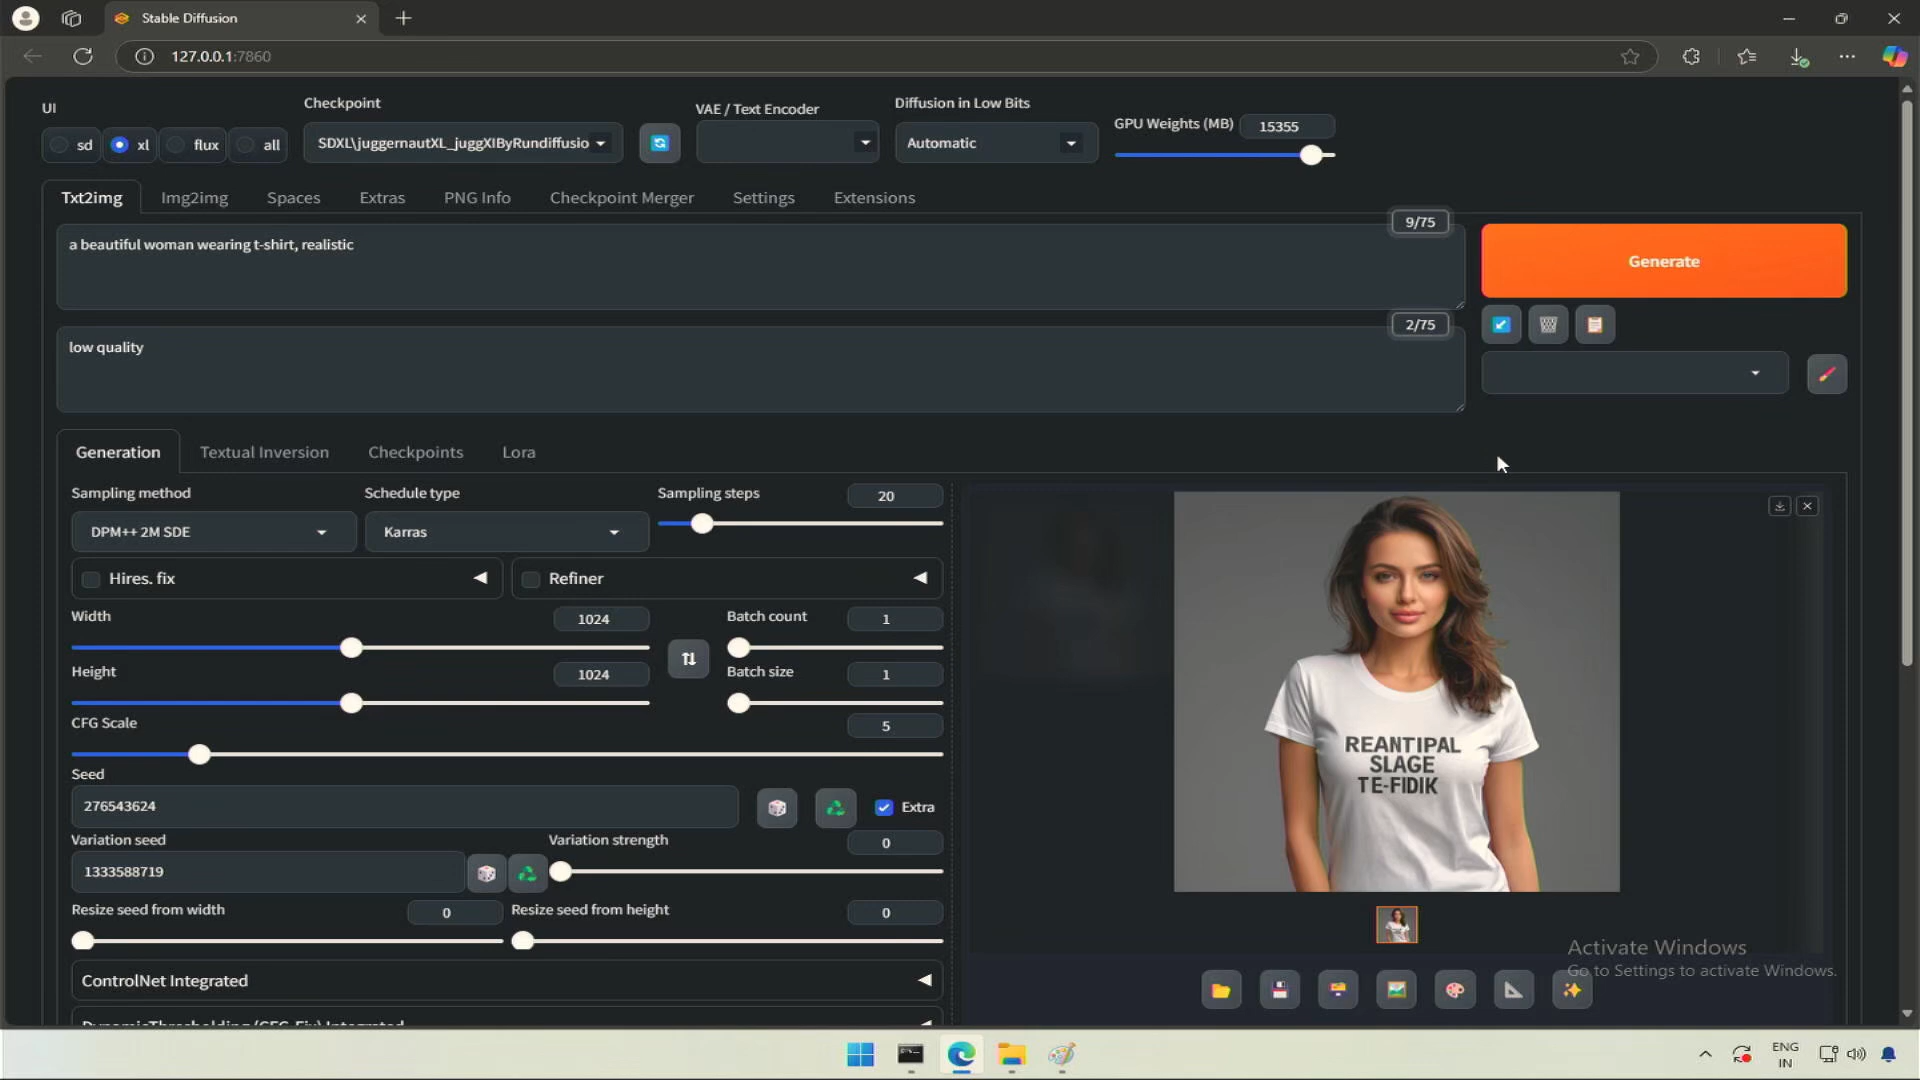 Stable Diffusion
127.0.0.1:7860
UI
sd
xl
flux
all
Checkpoint
SDXL\juggernautXL_juggXIByRundiffusio
VAE / Text Encoder
Diffusion in Low Bits
Automatic
GPU Weights (MB)
15355
Txt2img
Img2img
Spaces
Extras
PNG Info
Checkpoint Merger
Settings
Extensions
9/75
a beautiful woman wearing t-shirt, realistic
Generate
2/75
low quality
Generation
Textual Inversion
Checkpoints
Lora
Sampling method
DPM++ 2M SDE
Schedule type
Karras
Sampling steps
20
Hires. fix
Refiner
Width
1024
Height
1024
Batch count
1
Batch size
1
CFG Scale
5
Seed
276543624
Extra
Variation seed
1333588719
Variation strength
0
Resize seed from width
0
Resize seed from height
0
ControlNet Integrated
DynamicThresholding (CFG-Fix) Integrated
REANTIPAL
SLAGE
TE-FIDIK
Activate Windows
Go to Settings to activate Windows.
ENG
IN